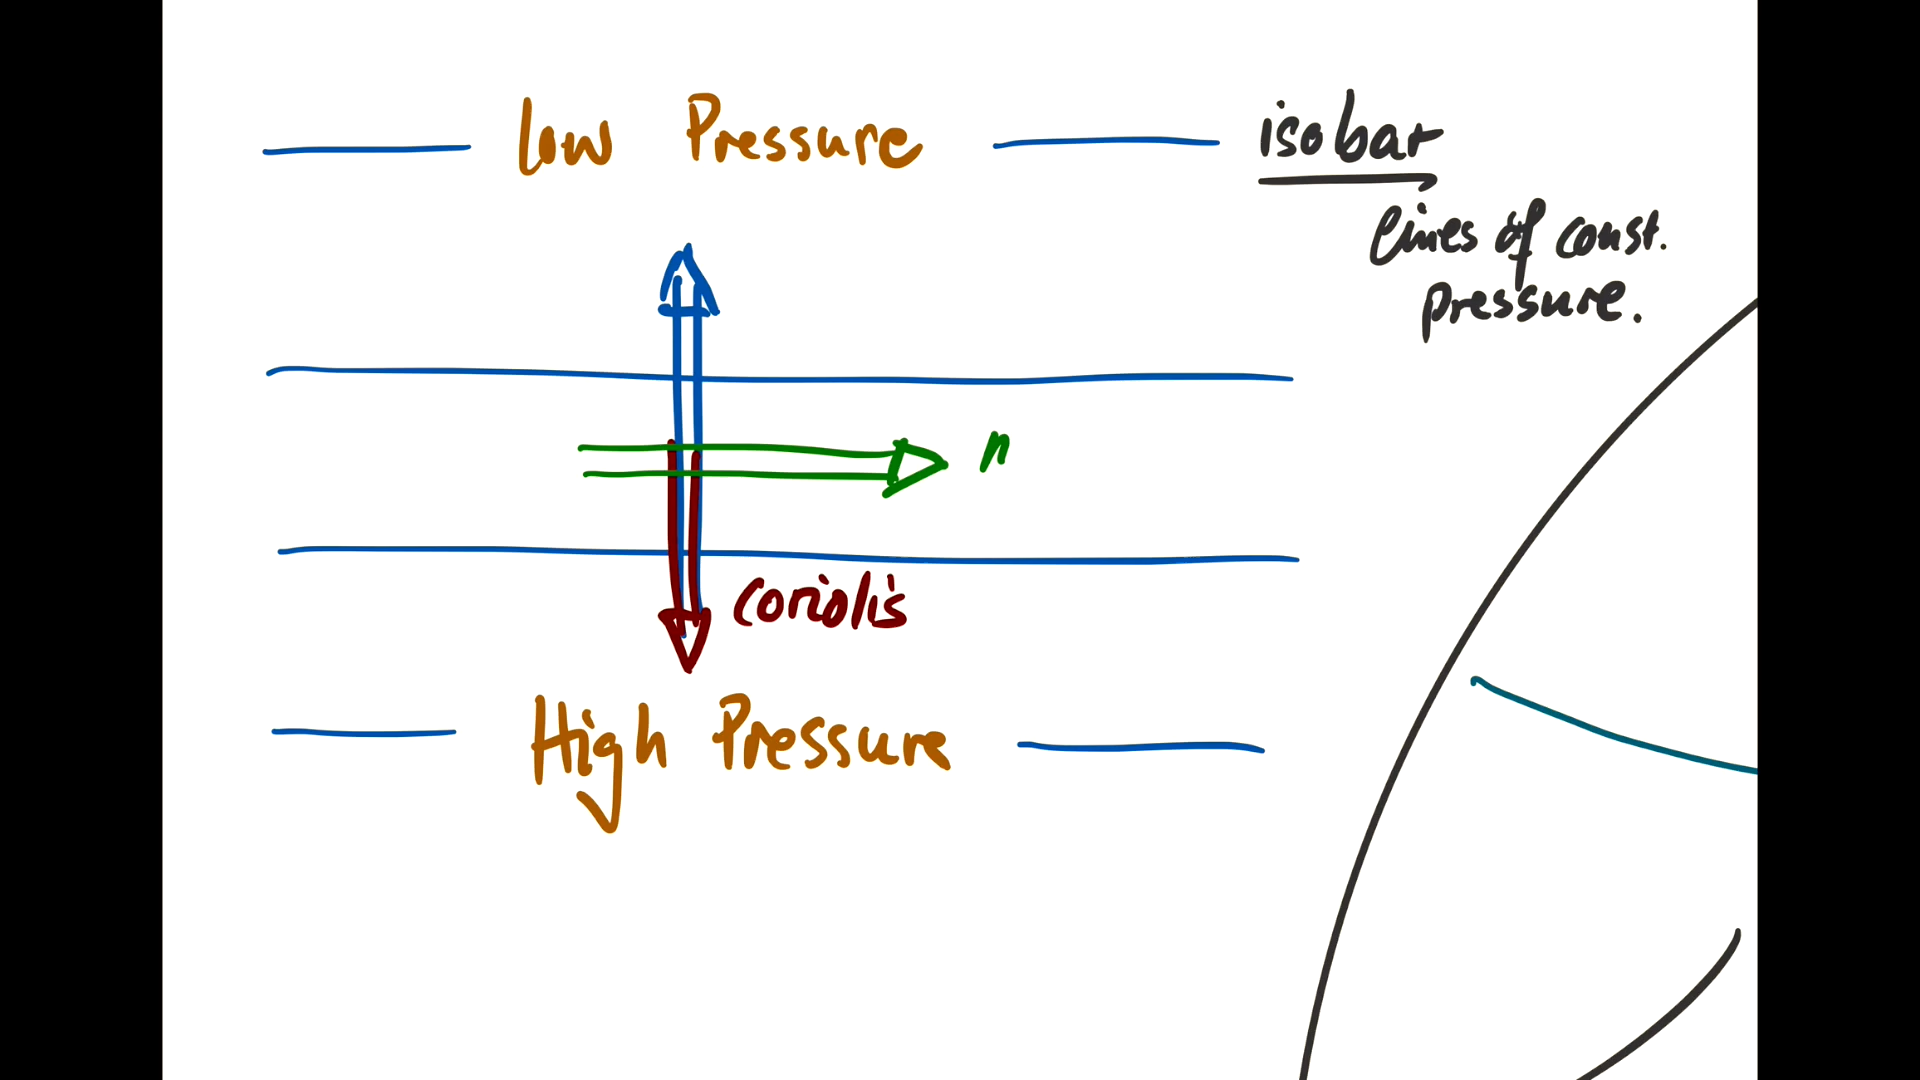 Low Pressure
isobar
lines of const.
pressure.
n
Coriolis
High Pressure